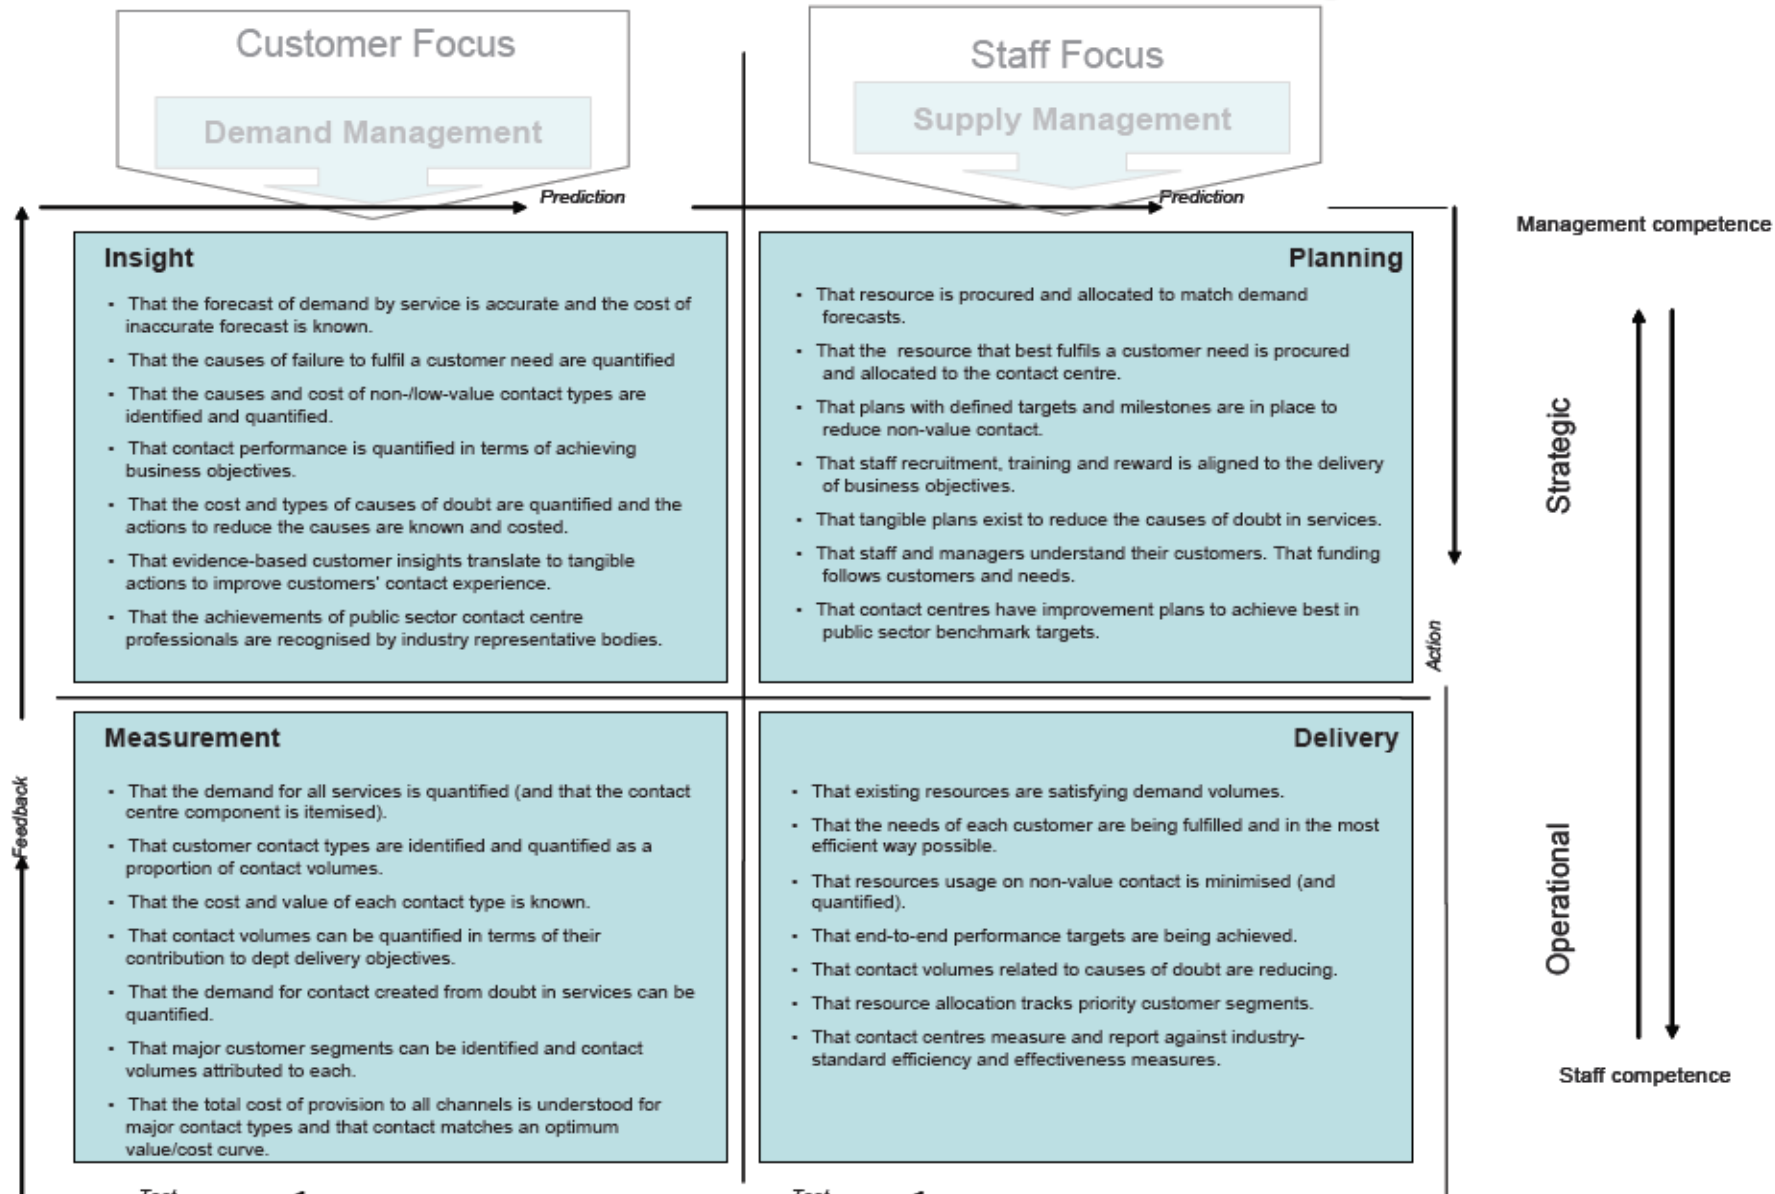 Customer Focus
Demand Management
Staff Focus
Supply Management
Prediction
Prediction
Management competence
Insight
- That the forecast of demand by service is accurate and the cost of
inaccurate forecast is known.
- That the causes of failure to fulfil a customer need are quantified
- That the causes and cost of non-/low-value contact types are
identified and quantified.
- That contact performance is quantified in terms of achieving
business objectives.
- That the cost and types of causes of doubt are quantified and the
actions to reduce the causes are known and costed.
- That evidence-based customer insights translate to tangible
actions to improve customers' contact experience.
- That the achievements of public sector contact centre
professionals are recognised by industry representative bodies.
Planning
- That resource is procured and allocated to match demand
forecasts.
- That the resource that best fulfils a customer need is procured
and allocated to the contact centre.
- That plans with defined targets and milestones are in place to
reduce non-value contact.
- That staff recruitment, training and reward is aligned to the delivery
of business objectives.
- That tangible plans exist to reduce the causes of doubt in services.
- That staff and managers understand their customers. That funding
follows customers and needs.
- That contact centres have improvement plans to achieve best in
public sector benchmark targets.
Action
Strategic
Feedback
Measurement
- That the demand for all services is quantified (and that the contact
centre component is itemised).
- That customer contact types are identified and quantified as a
proportion of contact volumes.
- That the cost and value of each contact type is known.
- That contact volumes can be quantified in terms of their
contribution to dept delivery objectives.
- That the demand for contact created from doubt in services can be
quantified.
- That major customer segments can be identified and contact
volumes attributed to each.
- That the total cost of provision to all channels is understood for
major contact types and that contact matches an optimum
value/cost curve.
Delivery
- That existing resources are satisfying demand volumes.
- That the needs of each customer are being fulfilled and in the most
efficient way possible.
- That resources usage on non-value contact is minimised (and
quantified).
- That end-to-end performance targets are being achieved.
- That contact volumes related to causes of doubt are reducing.
- That resource allocation tracks priority customer segments.
- That contact centres measure and report against industry-
standard efficiency and effectiveness measures.
Operational
Staff competence